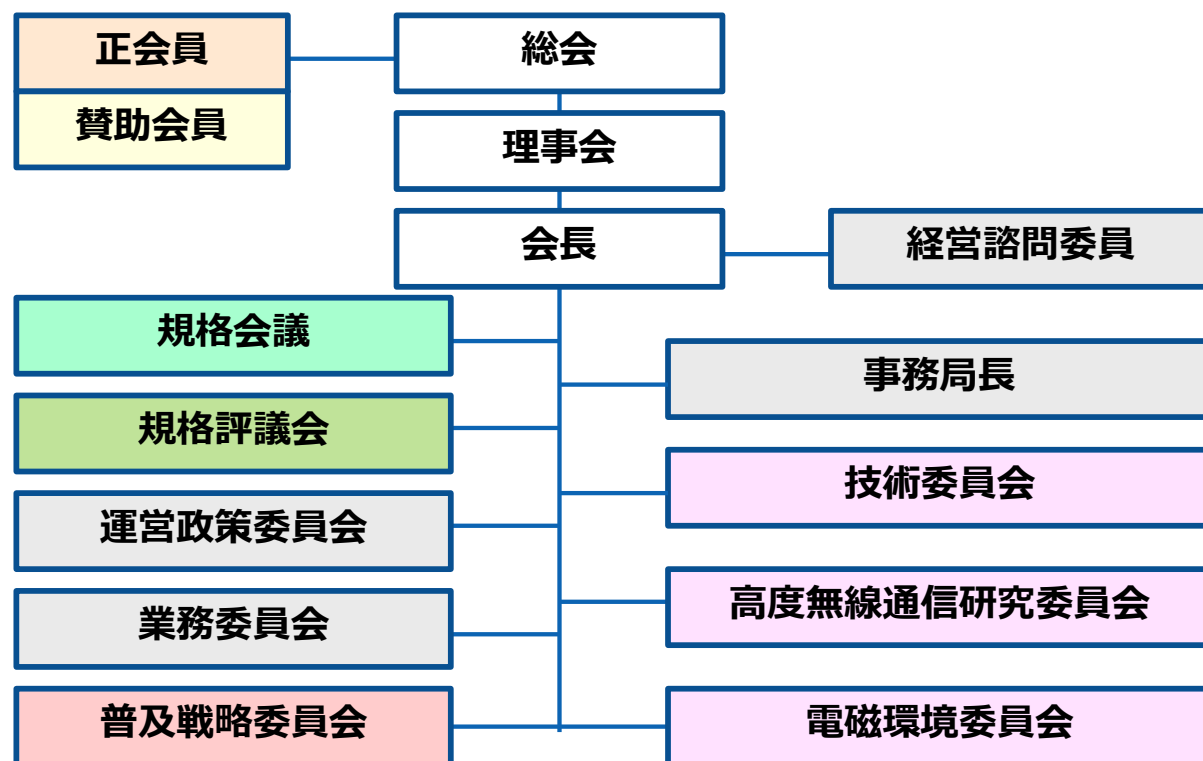 正会員
総会
賛助会員
理事会
会長
経営諮問委員
規格会議
事務局長
規格評議会
技術委員会
運営政策委員会
高度無線通信研究委員会
業務委員会
普及戦略委員会
電磁環境委員会